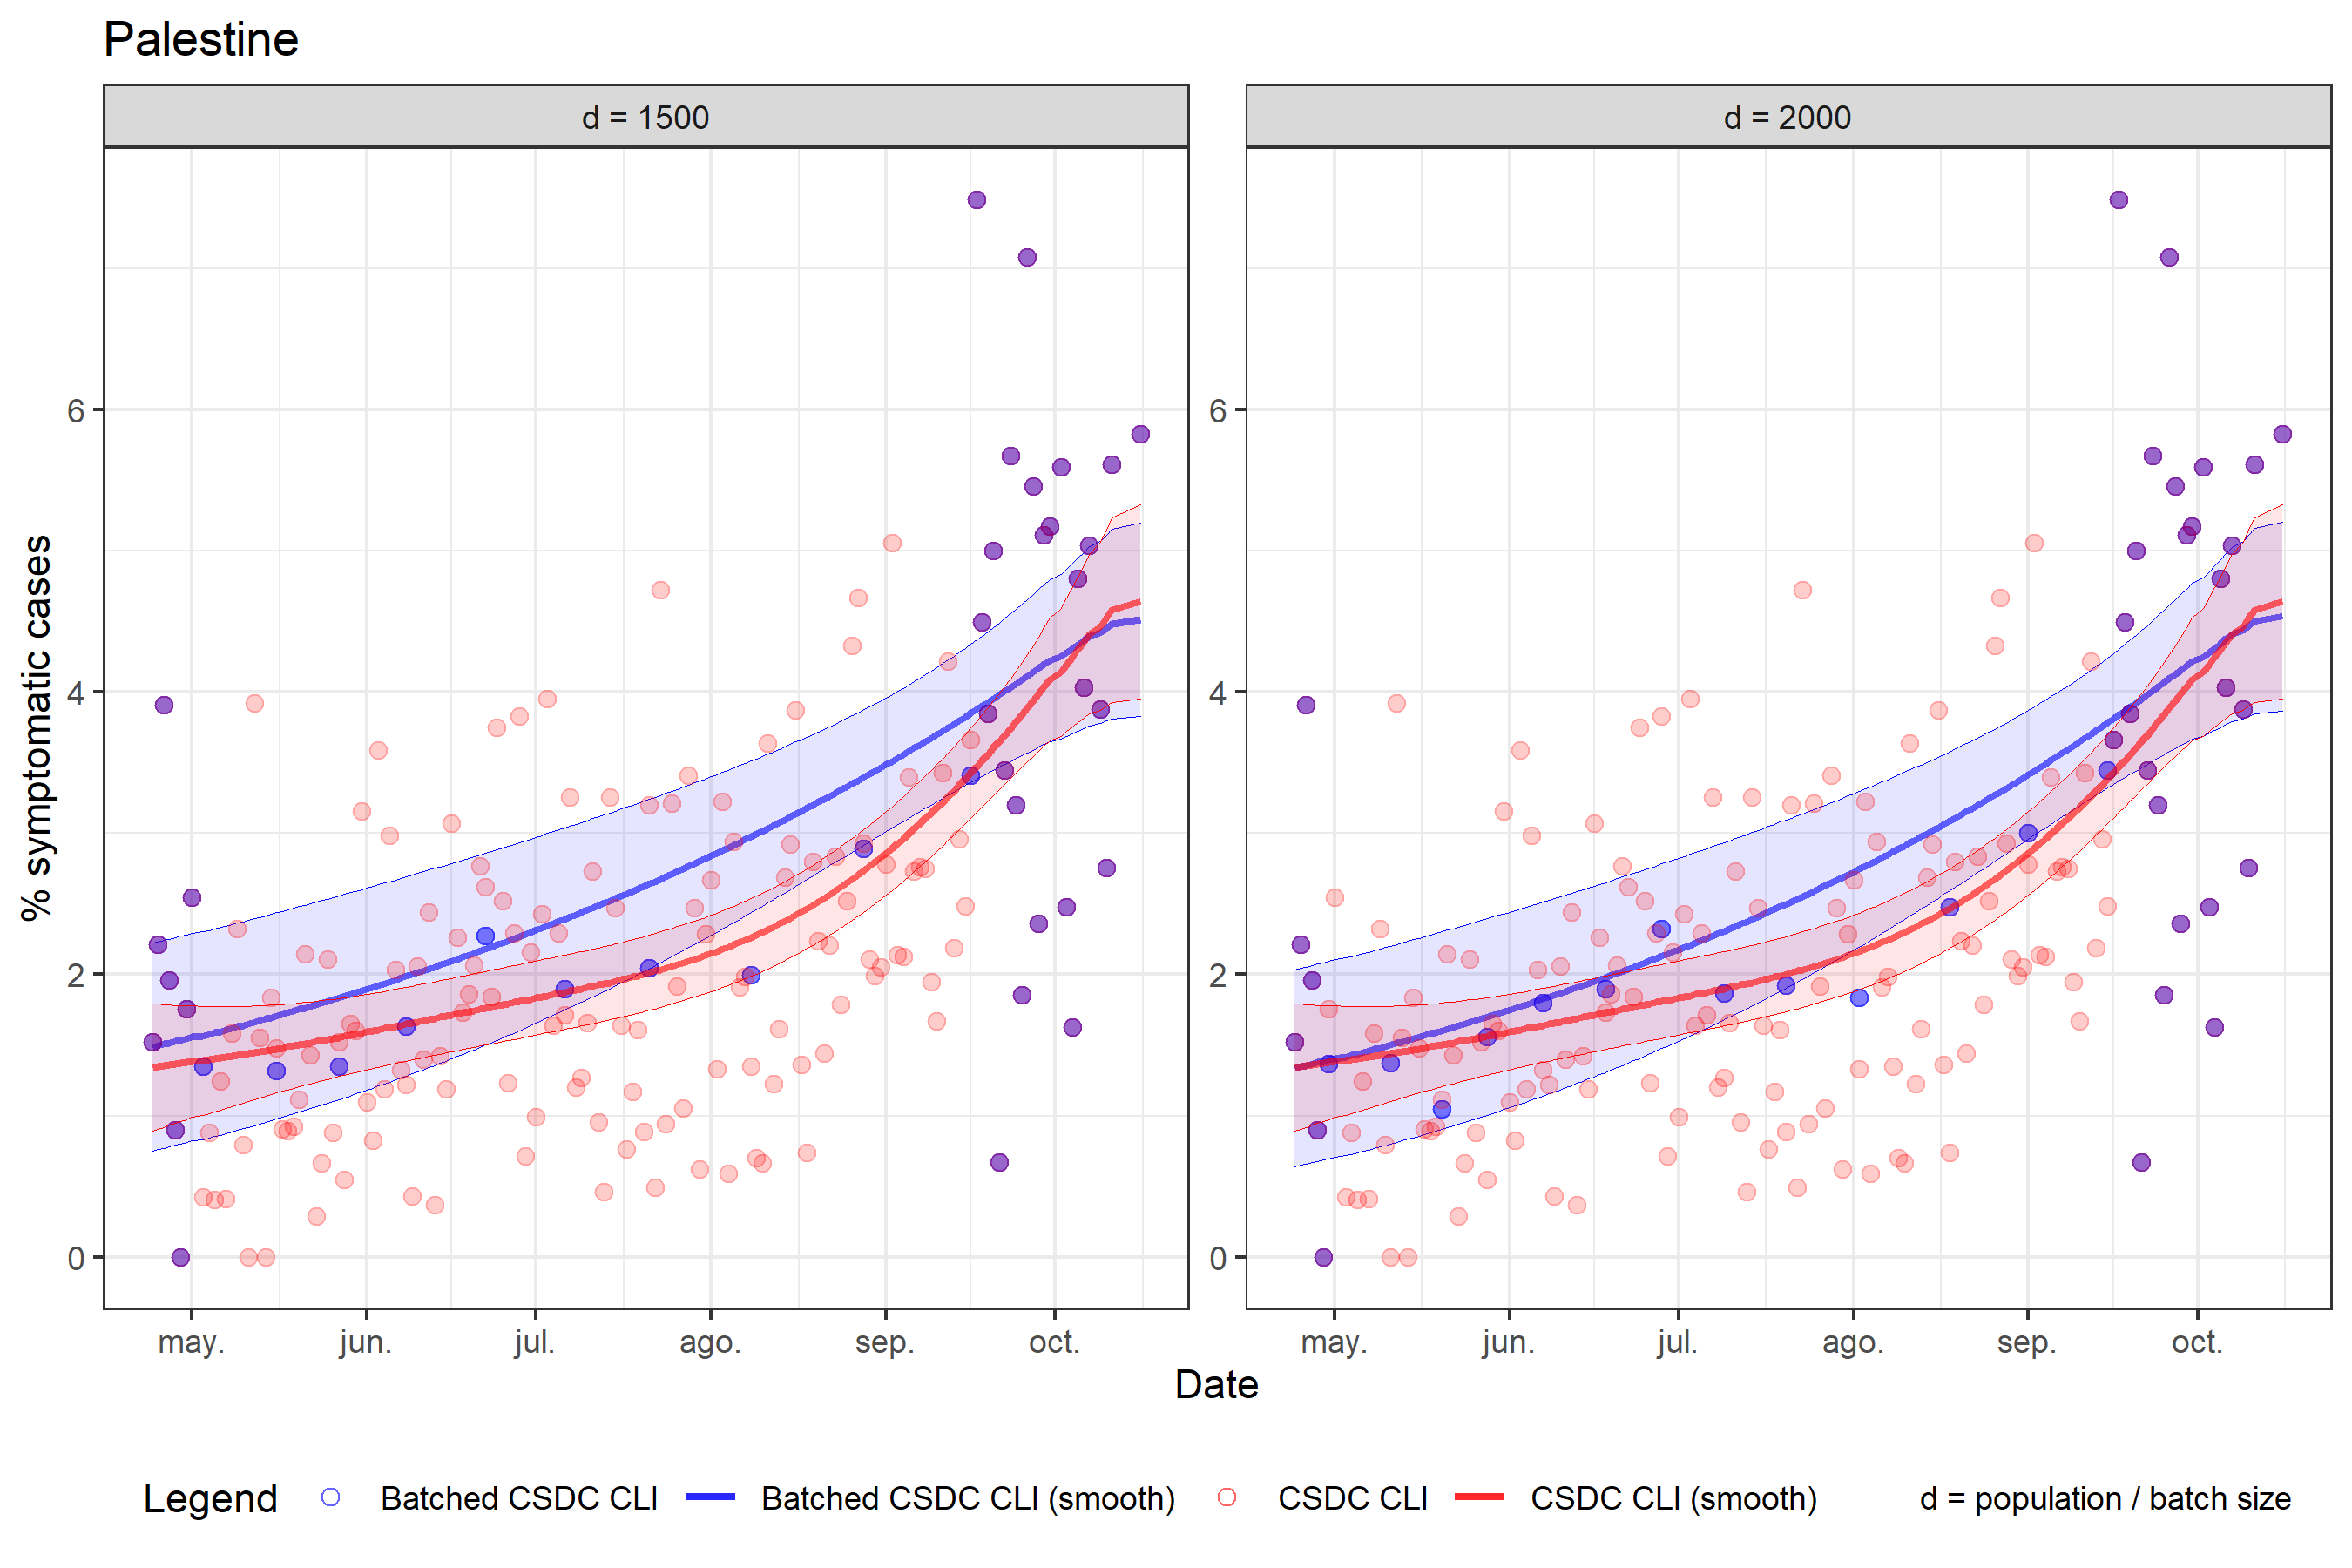 Palestine
d = 1500
d = 2000
% symptomatic cases
6
4
2
0
6
4
2
0
may.
jun.
jul.
ago.
sep.
oct.
may.
jun.
jul.
ago.
sep.
oct.
Date
Legend
Batched CSDC CLI
Batched CSDC CLI (smooth)
CSDC CLI
CSDC CLI (smooth)
d = population / batch size